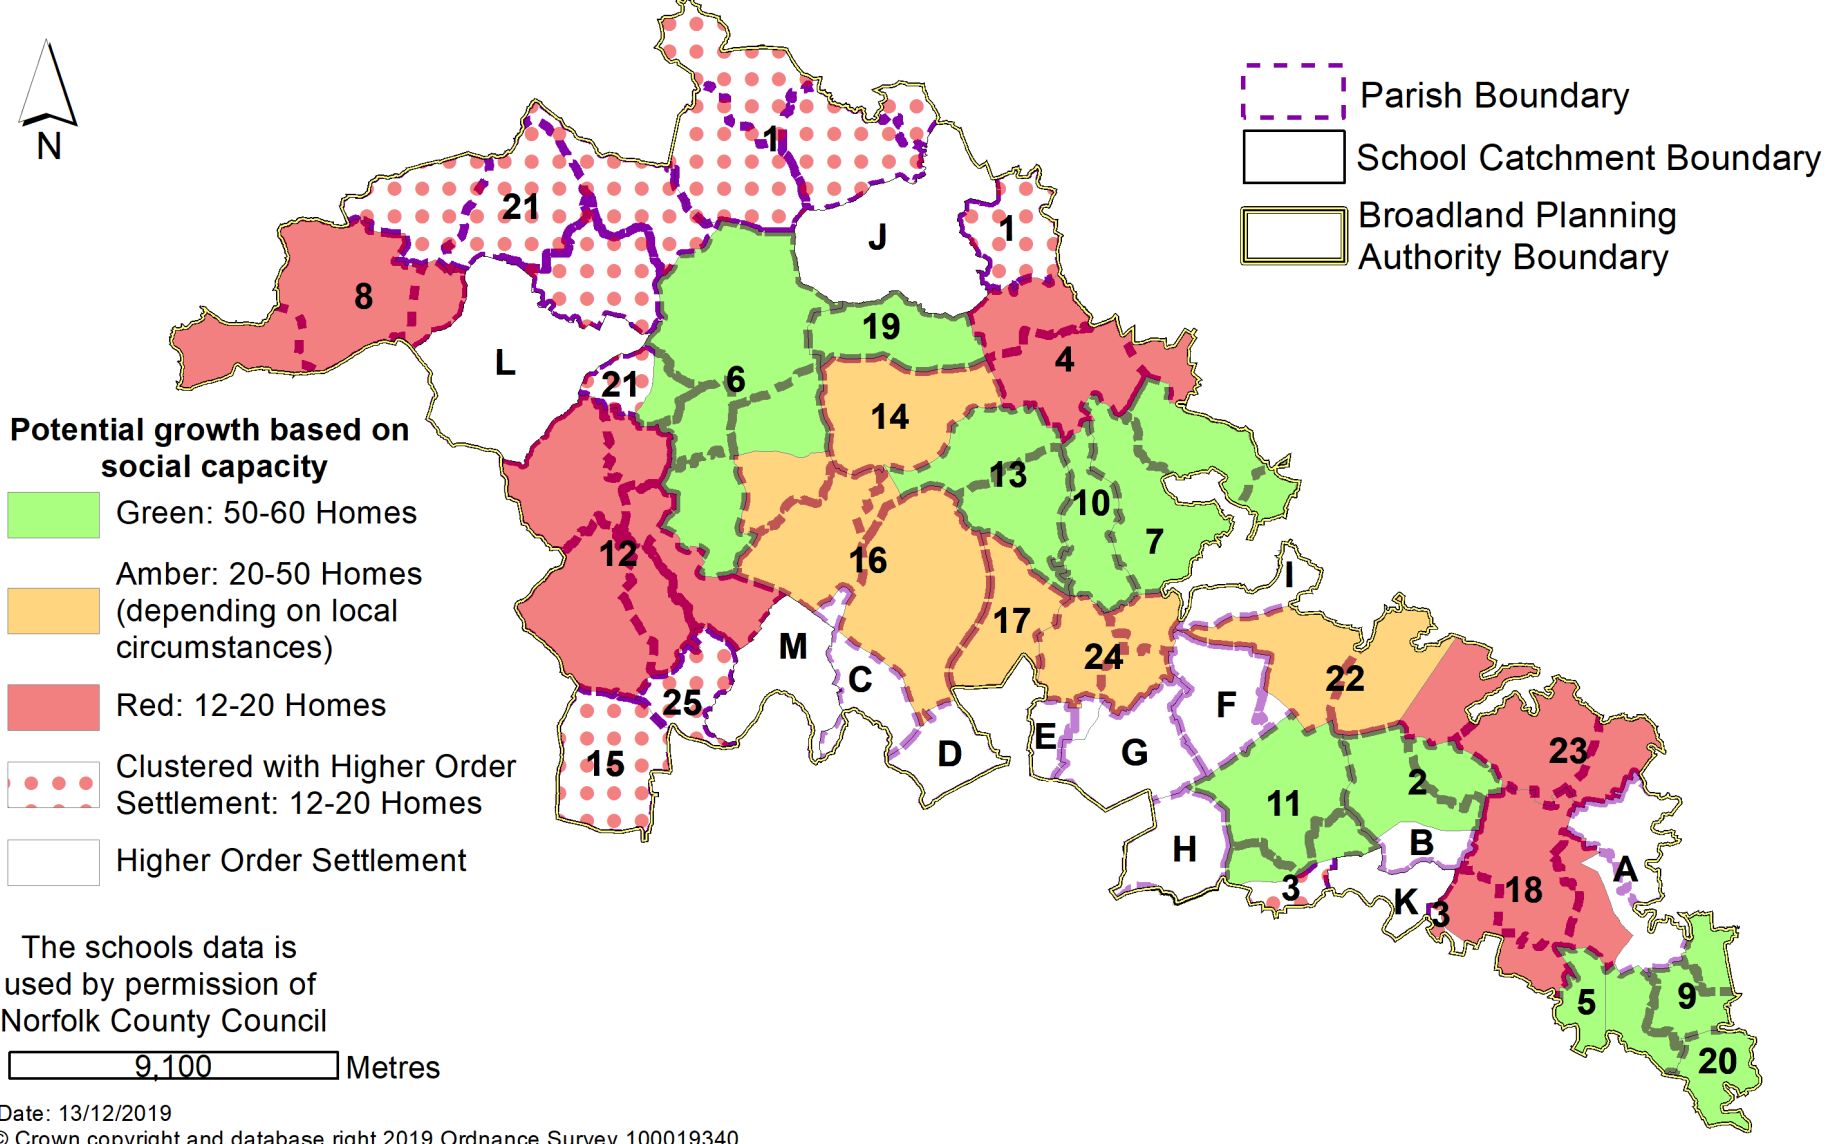 N
Parish Boundary
School Catchment Boundary
Broadland Planning
Authority Boundary
1
21
J
1
8
19
L
4
6
21
14
13
10
7
12
16
I
17
M
24
C
22
25
F
E
D
G
15
23
2
11
H
B
A
3
K
3
18
5
9
20
Potential growth based on
social capacity
Green: 50-60 Homes
Amber: 20-50 Homes
(depending on local
circumstances)
Red: 12-20 Homes
Clustered with Higher Order
Settlement: 12-20 Homes
Higher Order Settlement
The schools data is
used by permission of
Norfolk County Council
9,100 Metres
Date: 13/12/2019
© Crown copyright and database right 2019 Ordnance Survey 100019340